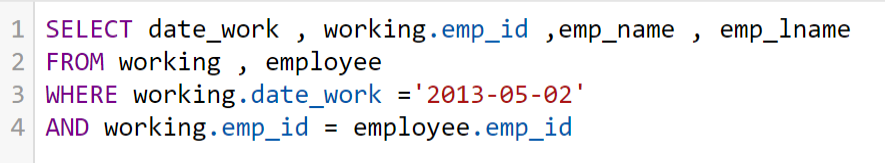 1 SELECT date_work , working.emp_id ,emp_name , emp_lname
2 FROM working , employee
3 WHERE working.date_work ='2013-05-02'
4 AND working.emp_id = employee.emp_id